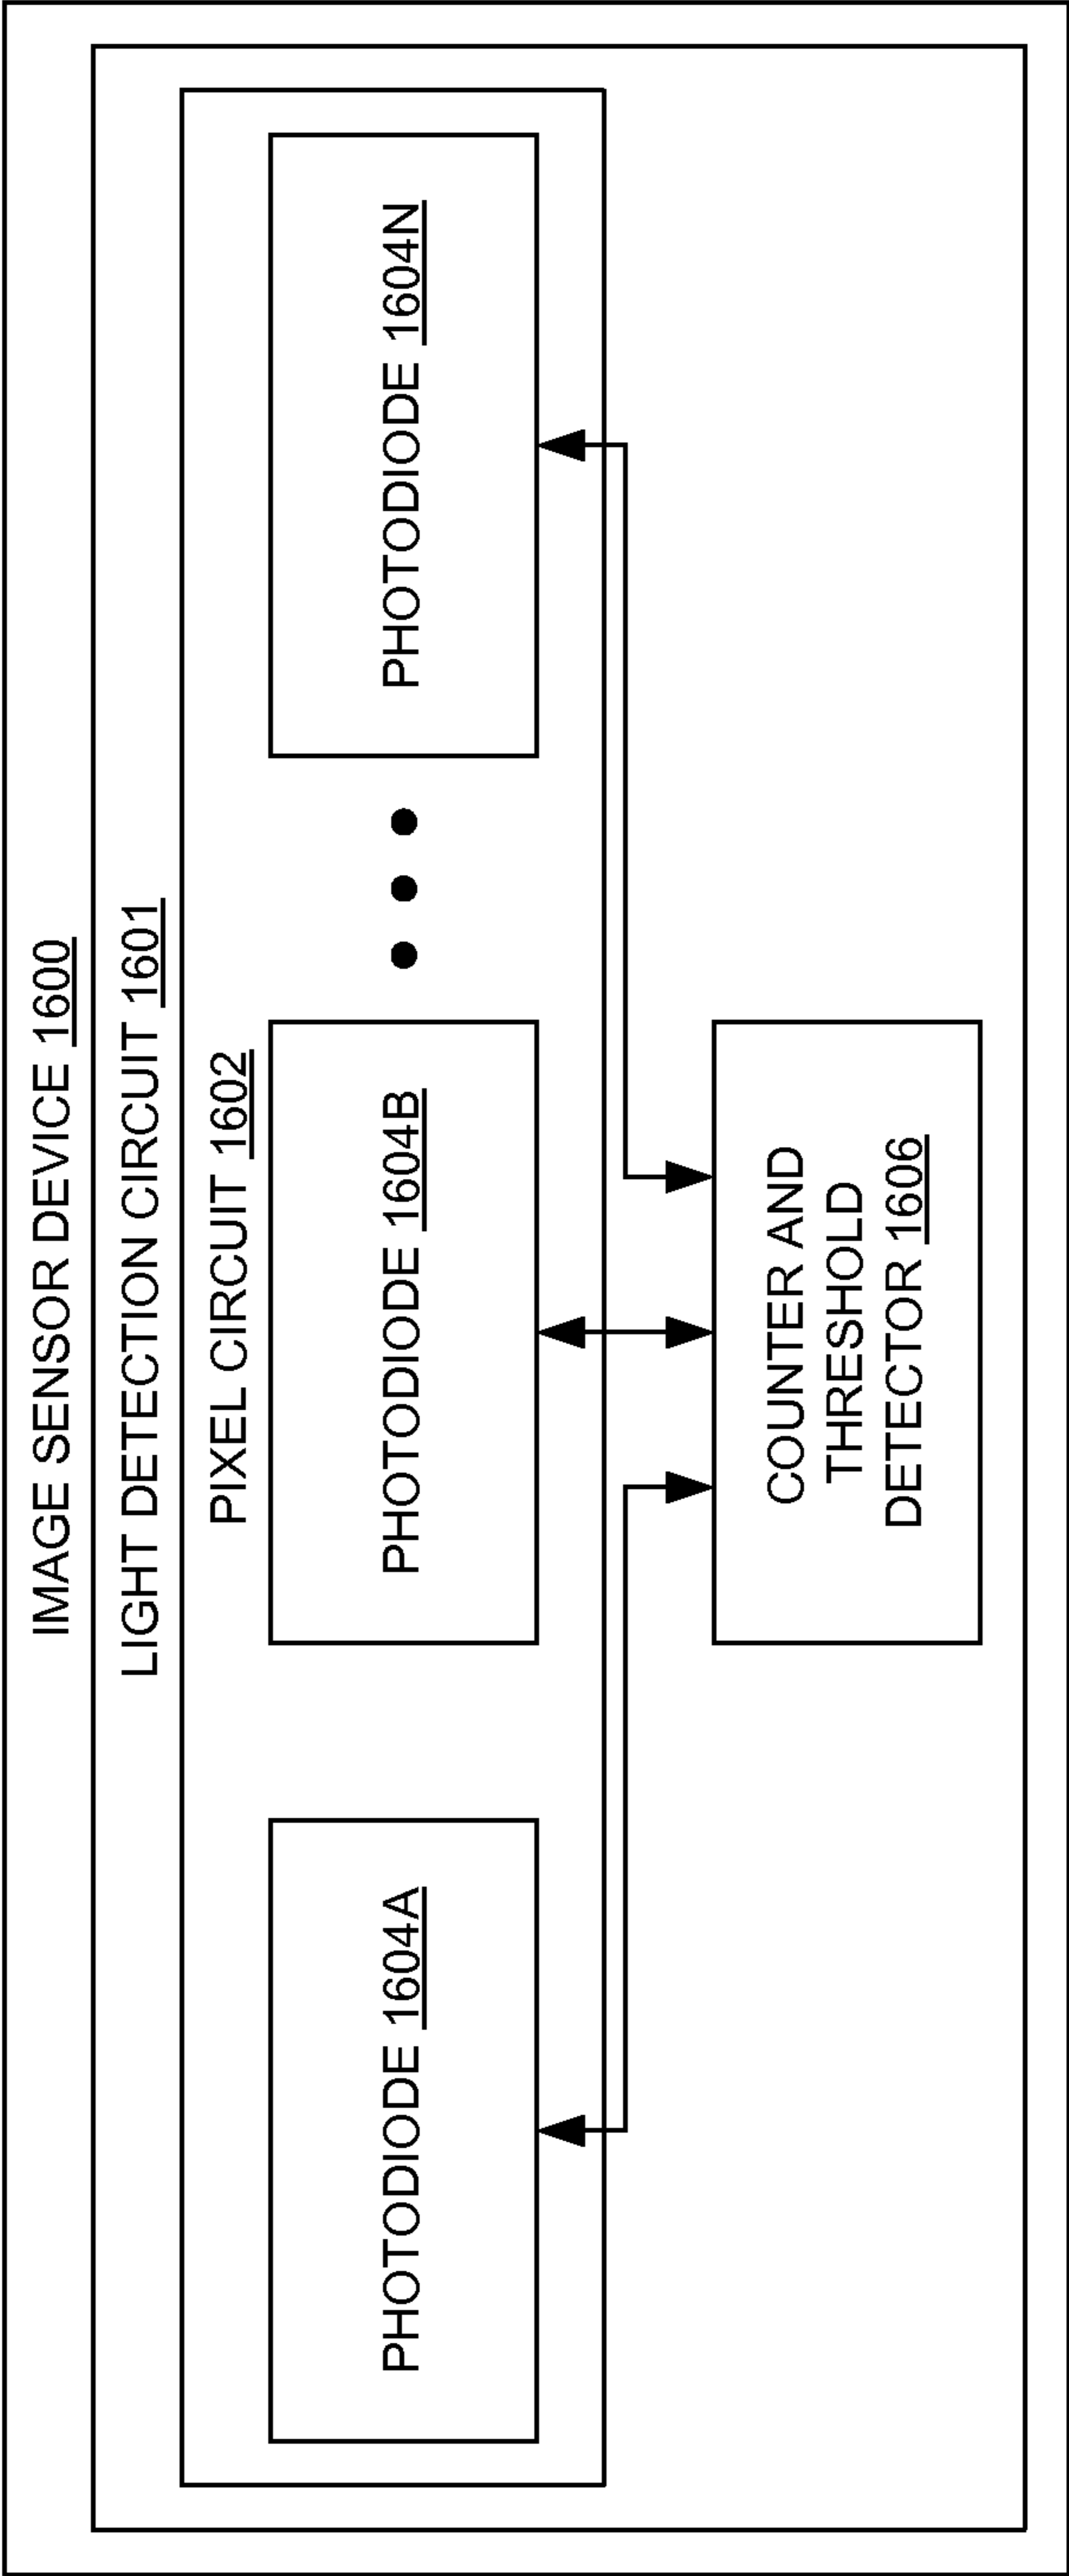 IMAGE SENSOR DEVICE 1600
LIGHT DETECTION CIRCUIT 1601
PIXEL CIRCUIT 1602
PHOTODIODE 1604A
PHOTODIODE 1604B
PHOTODIODE 1604N
COUNTER AND
THRESHOLD
DETECTOR 1606